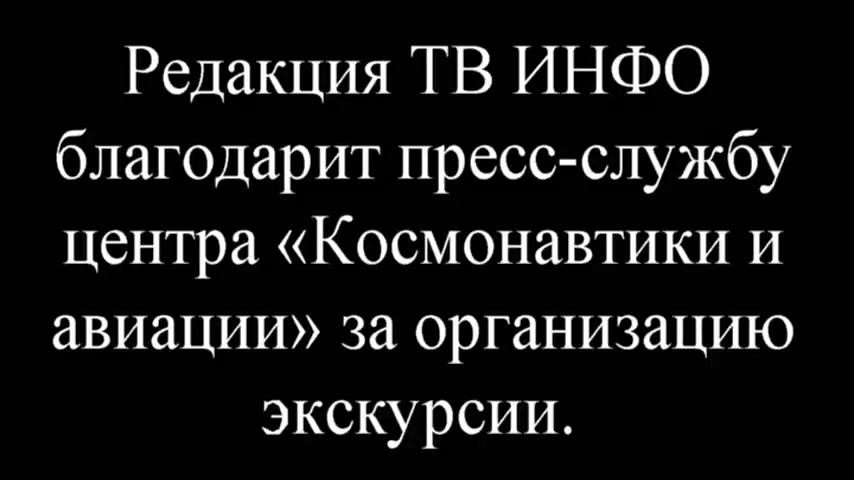 Редакция ТВ ИНФО
благодарит пресс-службу
центра «Космонавтики и
авиации» за организацию
экскурсии.